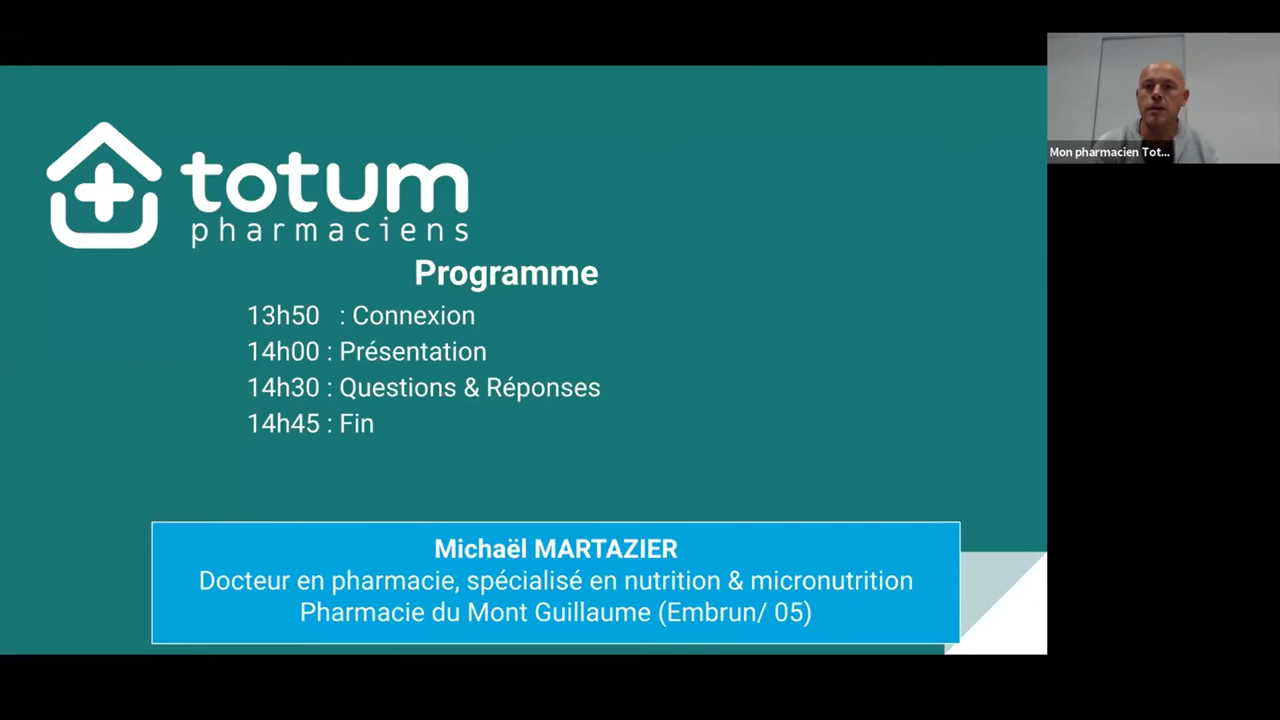 totum
pharmaciens
Programme
13h50 : Connexion
14h00 : Présentation
14h30 : Questions & Réponses
14h45 : Fin
Michaël MARTAZIER
Docteur en pharmacie, spécialisé en nutrition & micronutrition
Pharmacie du Mont Guillaume (Embrun/ 05)
Mon pharmacien Tot...